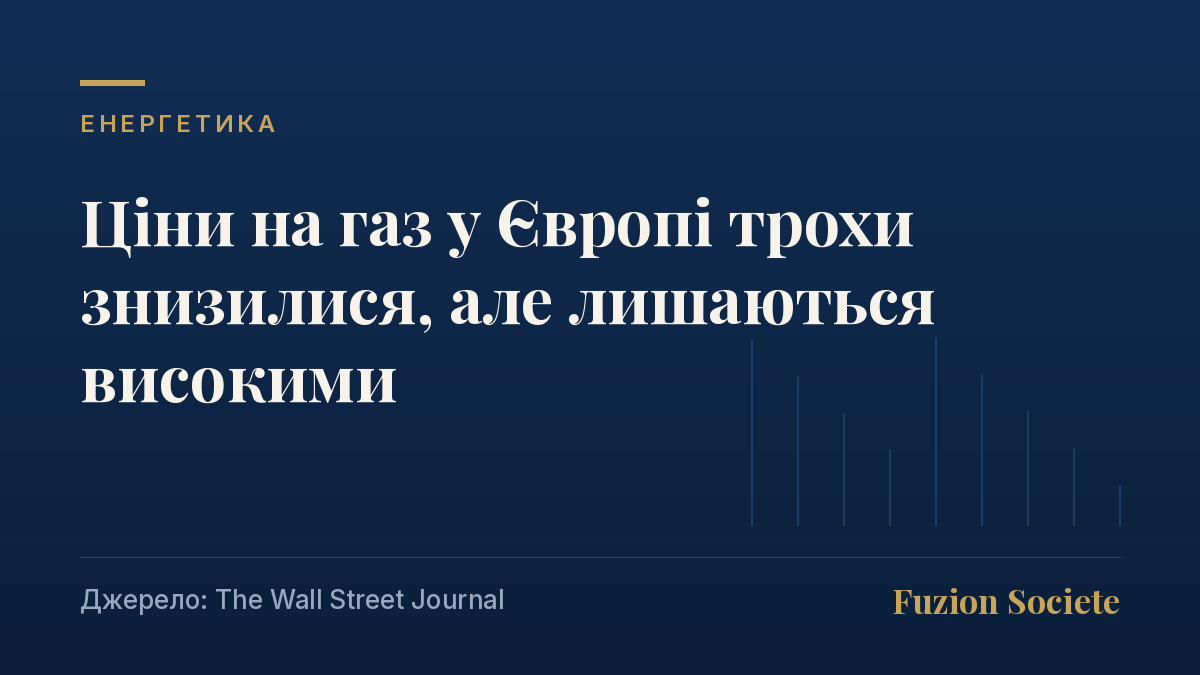 ЕНЕРГЕТИКА
Ціни на газ у Європі трохи
знизилися, але лишаються
високими
Джерело: The Wall Street Journal
Fuzion Societe